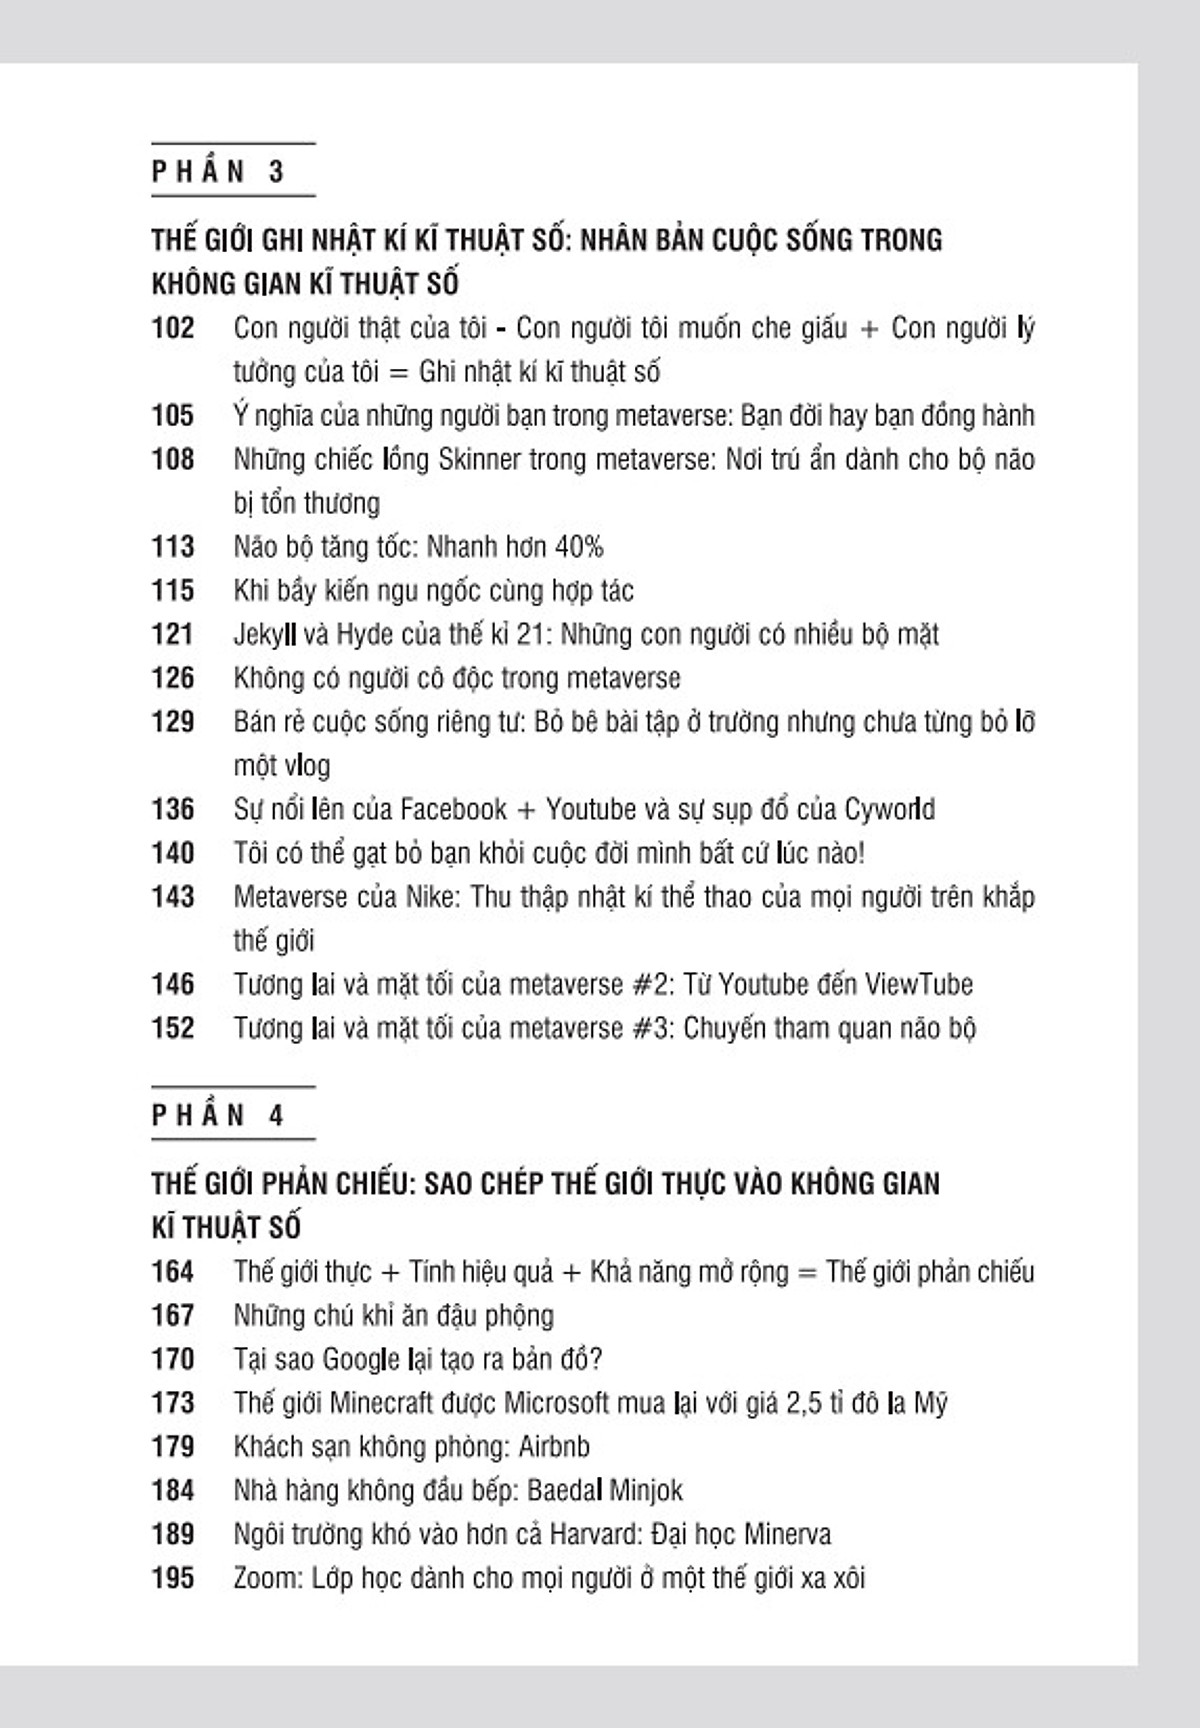 PHẦN 3
THẾ GIỚI GHI NHẬT KÍ KĨ THUẬT SỐ: NHÂN BẢN CUỘC SỐNG TRONG
KHÔNG GIAN KĨ THUẬT SỐ
102 Con người thật của tôi - Con người tôi muốn che giấu + Con người lý
tưởng của tôi = Ghi nhật kí kĩ thuật số
105 Ý nghĩa của những người bạn trong metaverse: Bạn đời hay bạn đồng hành
108 Những chiếc lồng Skinner trong metaverse: Nơi trú ẩn dành cho bộ não
bị tổn thương
113 Não bộ tăng tốc: Nhanh hơn 40%
115 Khi bầy kiến ngu ngốc cùng hợp tác
121 Jekyll và Hyde của thế kỉ 21: Những con người có nhiều bộ mặt
126 Không có người cô độc trong metaverse
129 Bán rẻ cuộc sống riêng tư: Bỏ bê bài tập ở trường nhưng chưa từng bỏ lỡ
một vlog
136 Sự nổi lên của Facebook + Youtube và sự sụp đổ của Cyworld
140 Tôi có thể gạt bỏ bạn khỏi cuộc đời mình bất cứ lúc nào!
143 Metaverse của Nike: Thu thập nhật kí thể thao của mọi người trên khắp
thế giới
146 Tương lai và mặt tối của metaverse #2: Từ Youtube đến ViewTube
152 Tương lai và mặt tối của metaverse #3: Chuyến tham quan não bộ
PHẦN 4
THẾ GIỚI PHẢN CHIẾU: SAO CHÉP THẾ GIỚI THỰC VÀO KHÔNG GIAN
KĨ THUẬT SỐ
164 Thế giới thực + Tính hiệu quả + Khả năng mở rộng = Thế giới phản chiếu
167 Những chú khỉ ăn đậu phộng
170 Tại sao Google lại tạo ra bản đồ?
173 Thế giới Minecraft được Microsoft mua lại với giá 2,5 tỉ đô la Mỹ
179 Khách sạn không phòng: Airbnb
184 Nhà hàng không đầu bếp: Baedal Minjok
189 Ngôi trường khó vào hơn cả Harvard: Đại học Minerva
195 Zoom: Lớp học dành cho mọi người ở một thế giới xa xôi